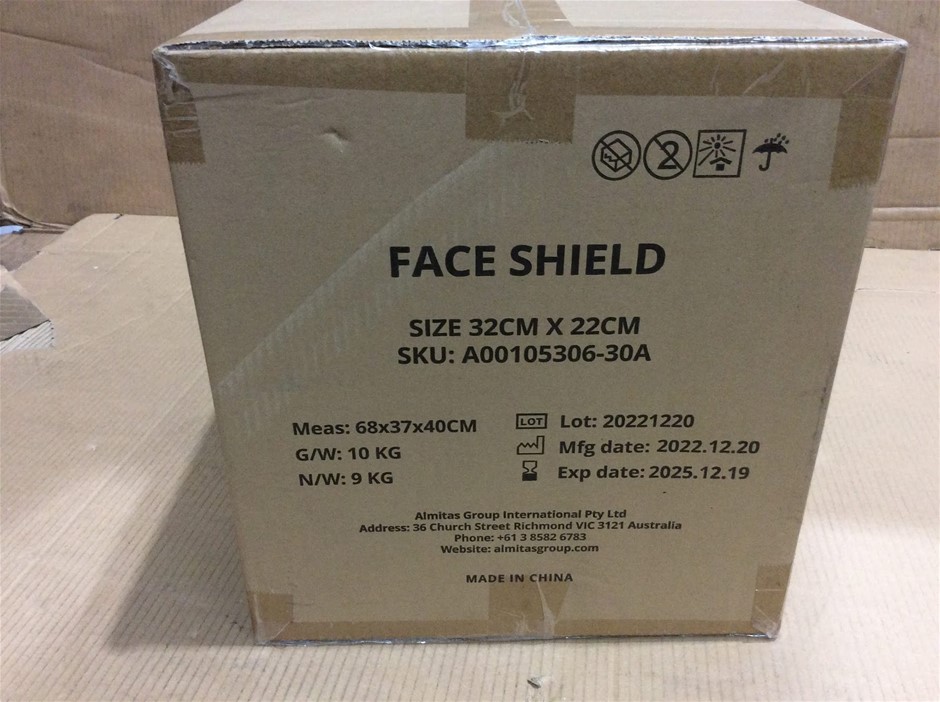 2
FACE SHIELD
SIZE 32CM X 22CM
SKU: A00105306-30A
Meas: 68x37x40CM
G/W: 10 KG
N/W: 9 KG
LOT Lot: 20221220
Mfg date: 2022.12.20
Exp date: 2025.12.19
Almitas Group International Pty Ltd
Address: 36 Church Street Richmond VIC 3121 Australia
Phone: +61 3 8582 6783
Website: almitasgroup.com
MADE IN CHINA